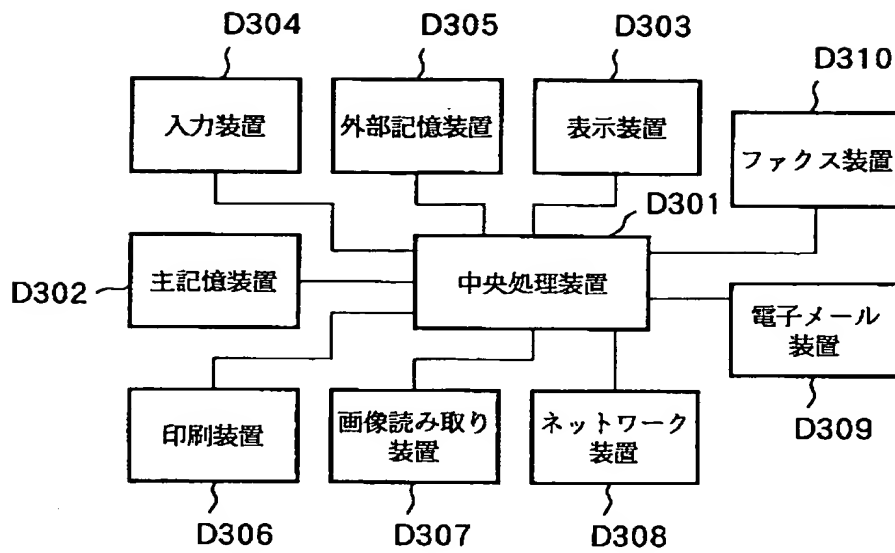 D304
D305
D303
D310
入力装置
外部記憶装置
表示装置
ファクス装置
D301
D302
主記憶装置
中央処理装置
電子メール
装置
D309
印刷装置
画像読み取り
装置
ネットワーク
装置
D306
D307
D308